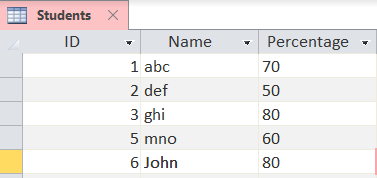 Students
ID Name Percentage
1 abc 70
2 def 50
3 ghi 80
5 mno 60
6 John 80